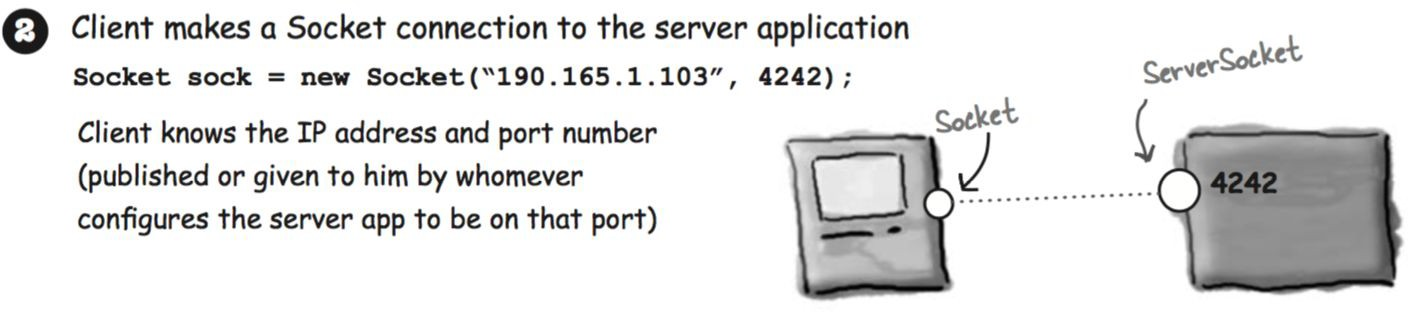 2 Client makes a Socket connection to the server application
Socket sock = new Socket(“190.165.1.103”, 4242);
Client knows the IP address and port number
(published or given to him by whomever
configures the server app to be on that port)
Socket
ServerSocket
4242